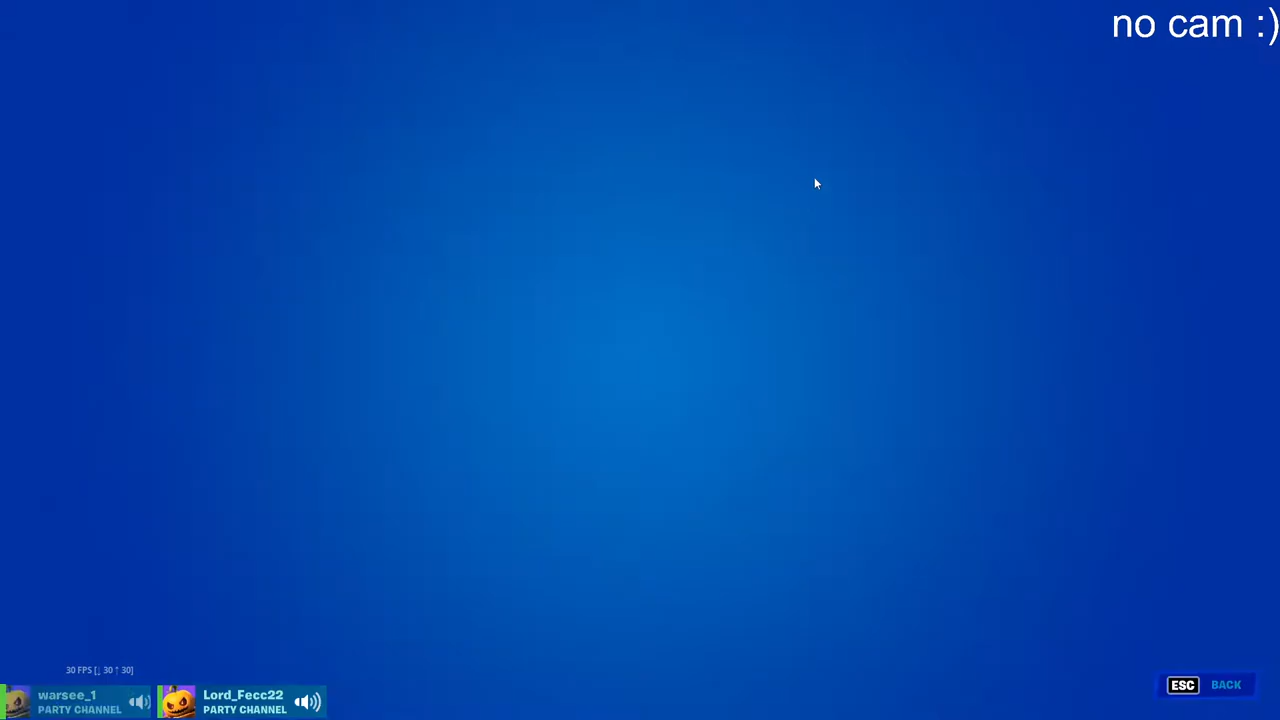 no cam :)
30 FPS [↓ 30 ↑ 30]
warsee_1
PARTY CHANNEL
Lord_Fecc22
PARTY CHANNEL
ESC BACK